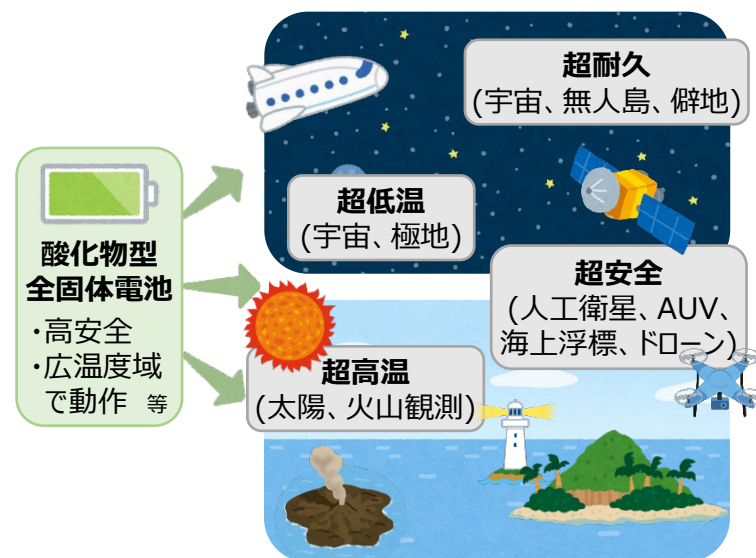 酸化物型
全固体電池
・高安全
・広温度域
で動作 等
超耐久
(宇宙、無人島、僻地)
超低温
(宇宙、極地)
超安全
(人工衛星、AUV、
海上浮標、ドローン)
超高温
(太陽、火山観測)